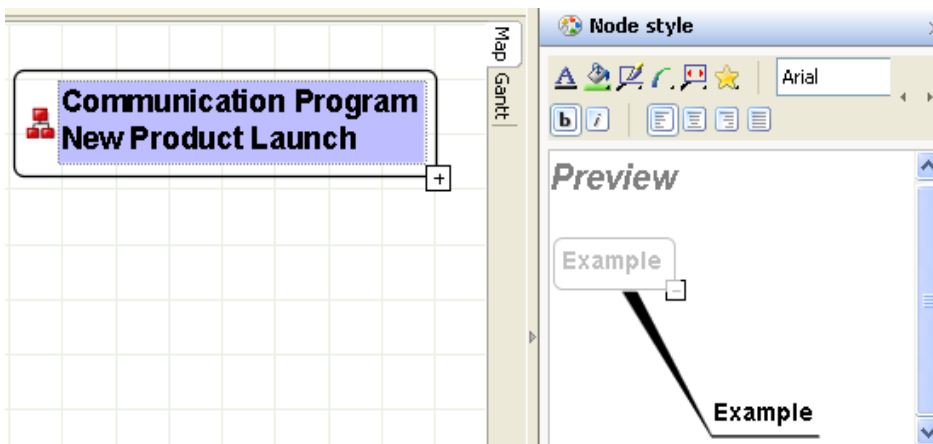 Communication Program
New Product Launch
Map
Gantt
Node style
A
Arial
b i
Preview
Example
Example